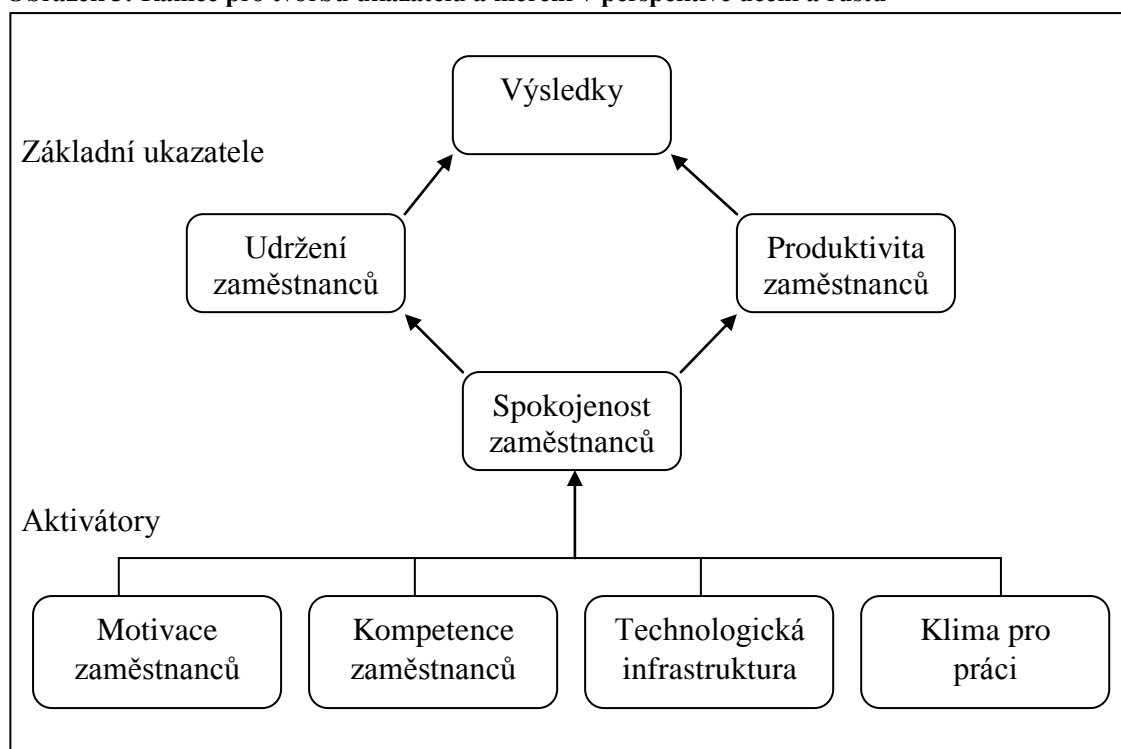 Výsledky
Základní ukazatele
Udržení
zaměstnanců
Produktivita
zaměstnanců
Spokojenost
zaměstnanců
Aktivátory
Motivace
zaměstnanců
Kompetence
zaměstnanců
Technologická
infrastruktura
Klima pro
práci